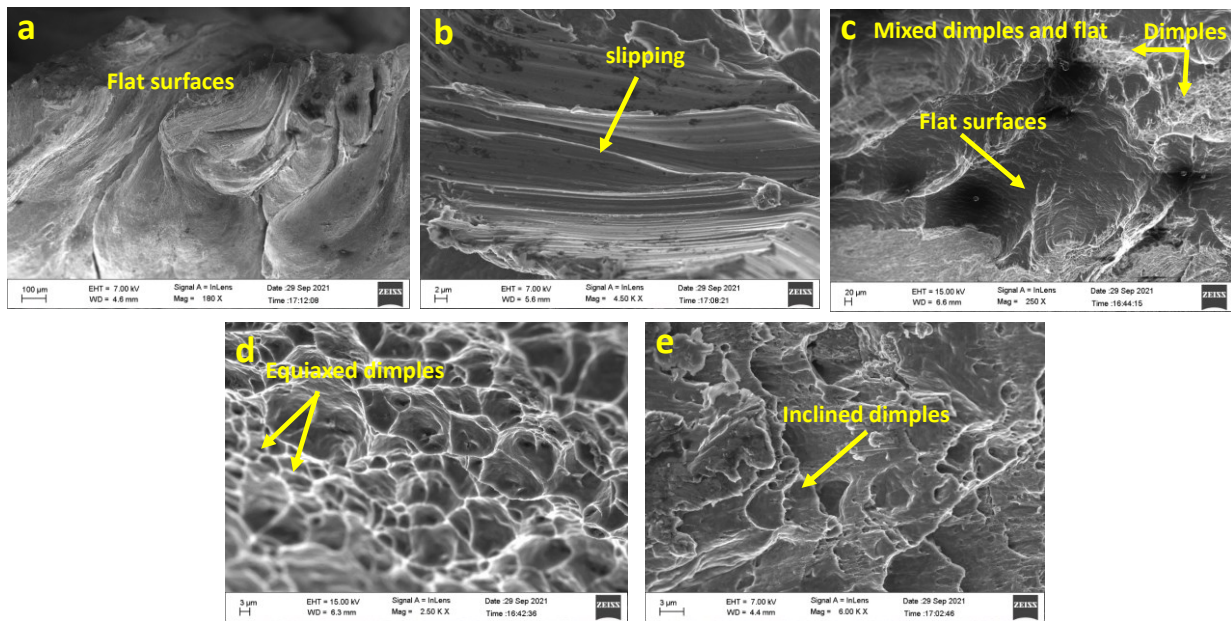 a
Flat surfaces
100 µm
EHT = 7.00 kV
WD = 4.6 mm
Signal A = InLens
Mag = 180 X
Date :29 Sep 2021
Time :17:12:08
ZEISS
b
slipping
2 µm
EHT = 7.00 kV
WD = 5.6 mm
Signal A = InLens
Mag = 4.50 K X
Date :29 Sep 2021
Time :17:08:21
ZEISS
c
Mixed dimples and flat
Dimples
Flat surfaces
20 µm
EHT = 15.00 kV
WD = 6.6 mm
Signal A = InLens
Mag = 250 X
Date :29 Sep 2021
Time :16:44:15
ZEISS
d
Equiaxed dimples
3 µm
EHT = 15.00 kV
WD = 6.3 mm
Signal A = InLens
Mag = 2.50 K X
Date :29 Sep 2021
Time :16:42:36
ZEISS
e
Inclined dimples
3 µm
EHT = 7.00 kV
WD = 4.4 mm
Signal A = InLens
Mag = 6.00 K X
Date :29 Sep 2021
Time :17:02:46
ZEISS